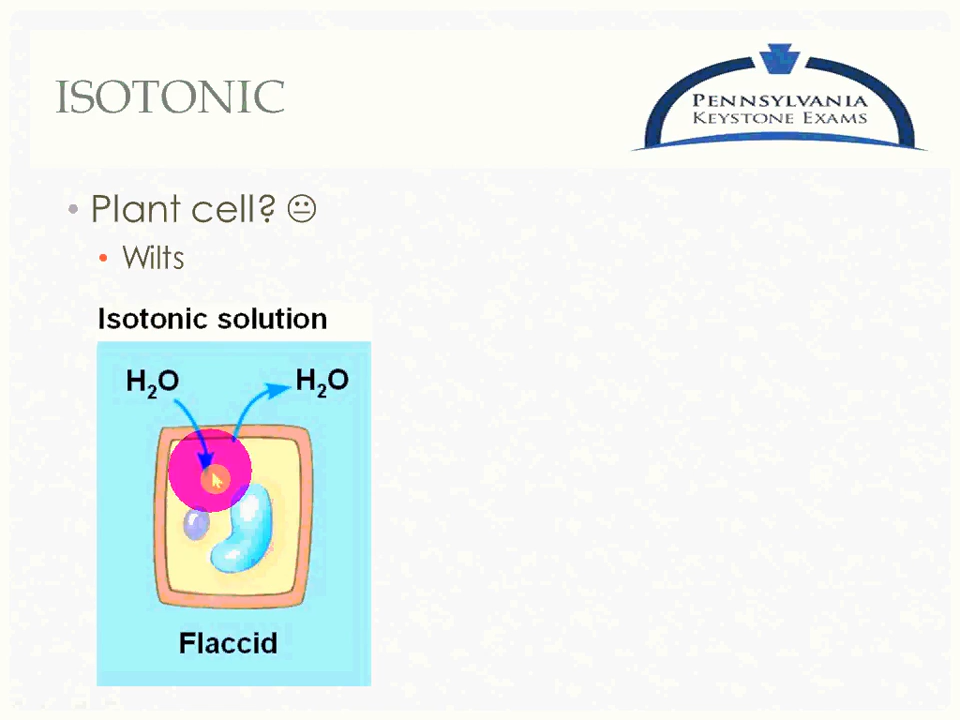 ISOTONIC
PENNSYLVANIA
KEYSTONE EXAMS
• Plant cell? 😐
• Wilts
Isotonic solution
H₂O H₂O
Flaccid